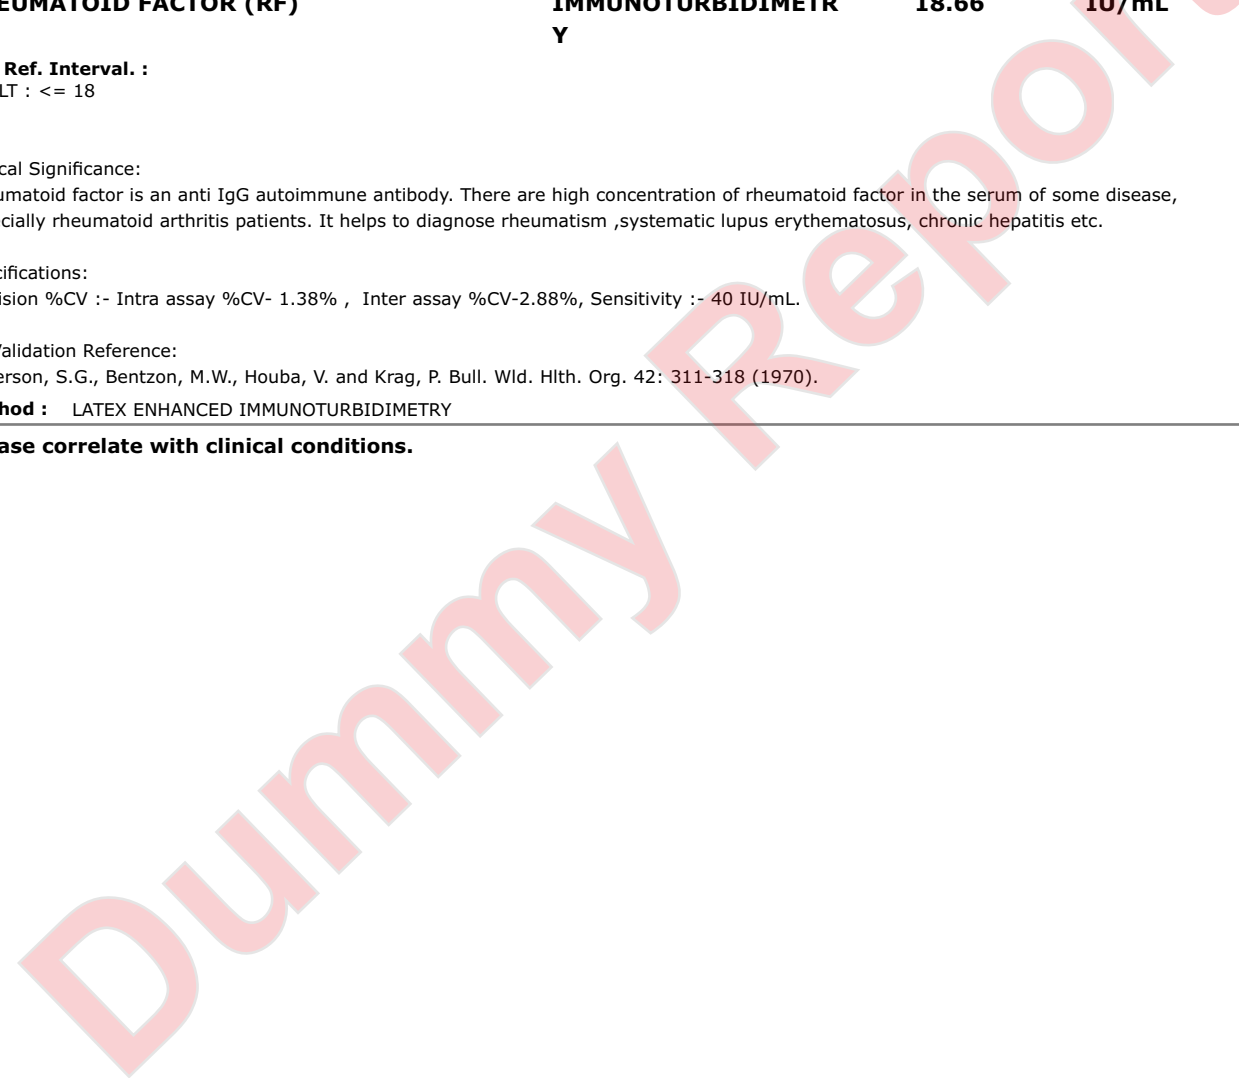 EUMATOID FACTOR (RF) IMMUNOTURBIDIMETR 18.66 IU/mL
Y
Ref. Interval. :
LT : <= 18
cal Significance:
umatoid factor is an anti IgG autoimmune antibody. There are high concentration of rheumatoid factor in the serum of some disease,
cially rheumatoid arthritis patients. It helps to diagnose rheumatism ,systematic lupus erythematosus, chronic hepatitis etc.
cifications:
ision %CV :- Intra assay %CV- 1.38% , Inter assay %CV-2.88%, Sensitivity :- 40 IU/mL.
alidation Reference:
erson, S.G., Bentzon, M.W., Houba, V. and Krag, P. Bull. Wld. Hlth. Org. 42: 311-318 (1970).
hod : LATEX ENHANCED IMMUNOTURBIDIMETRY
ase correlate with clinical conditions.
Dummy Repor